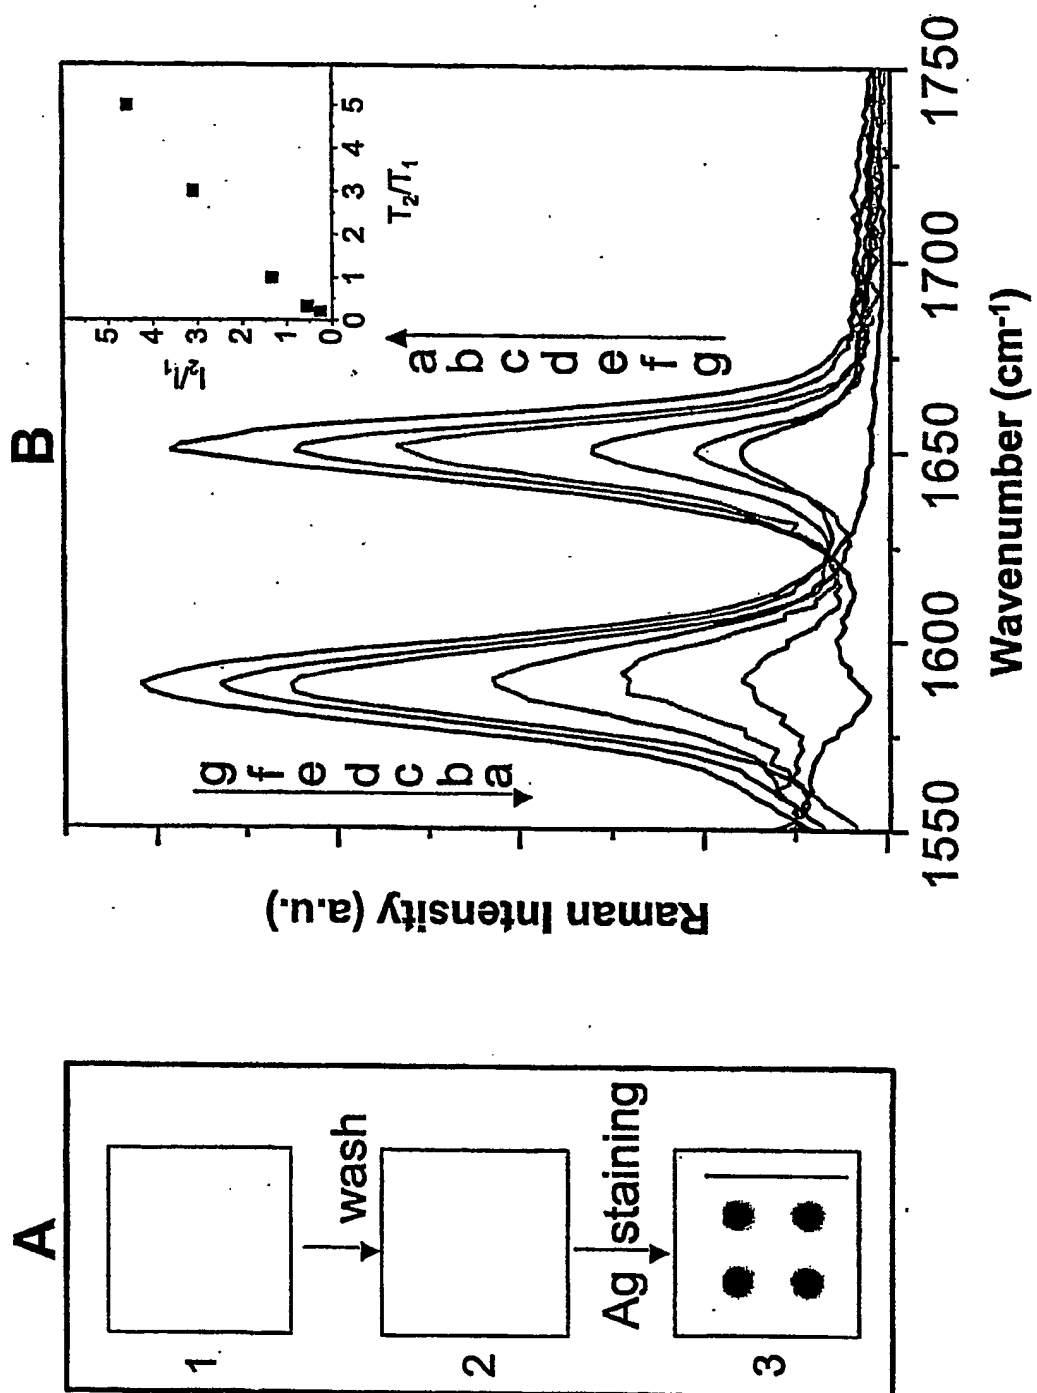 A
1
wash
2
Ag staining
3
B
Raman Intensity (a.u.)
g
f
e
d
c
b
a
a
b
c
d
e
f
g
I2/I1
5
4
3
2
1
0
0 1 2 3 4 5
T2/T1
1550 1600 1650 1700 1750
Wavenumber (cm-1)